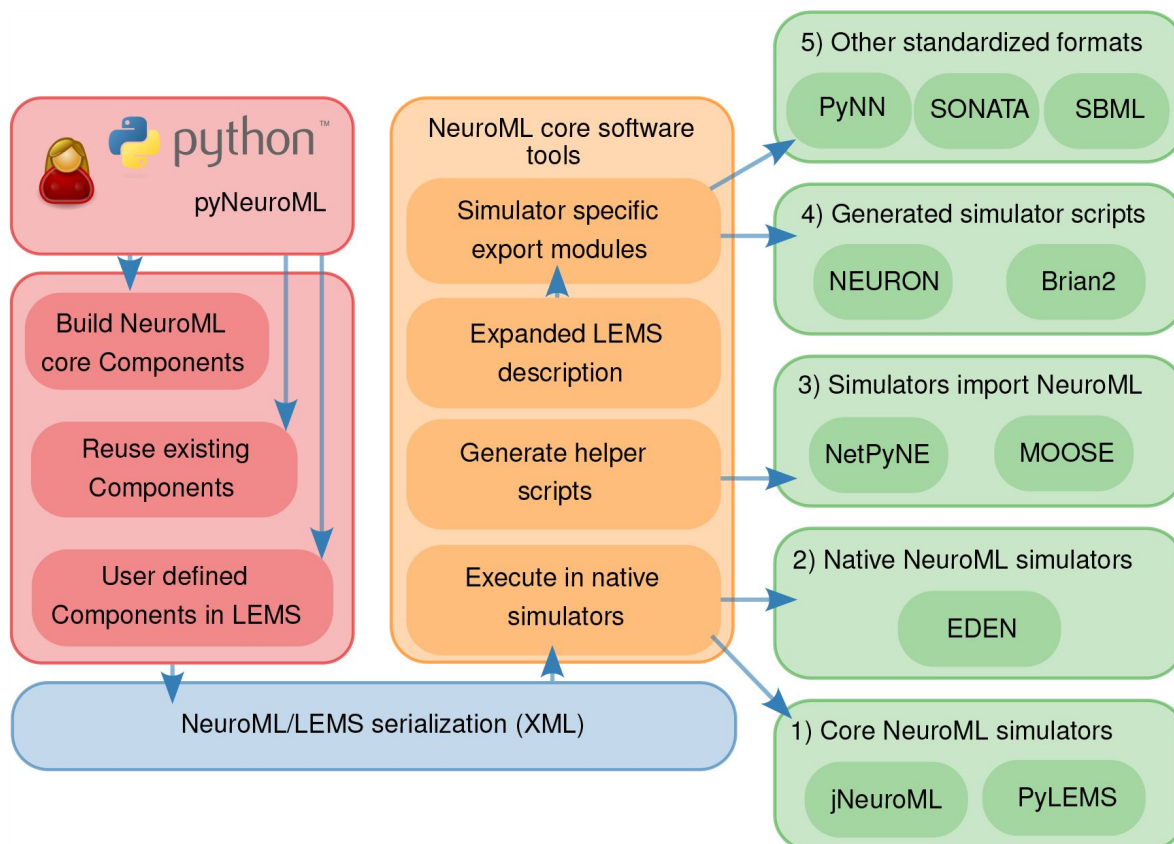 python™
pyNeuroML
Build NeuroML
core Components
Reuse existing
Components
User defined
Components in LEMS
NeuroML/LEMS serialization (XML)
NeuroML core software
tools
Simulator specific
export modules
Expanded LEMS
description
Generate helper
scripts
Execute in native
simulators
5) Other standardized formats
PyNN
SONATA
SBML
4) Generated simulator scripts
NEURON
Brian2
3) Simulators import NeuroML
NetPyNE
MOOSE
2) Native NeuroML simulators
EDEN
1) Core NeuroML simulators
jNeuroML
PyLEMS